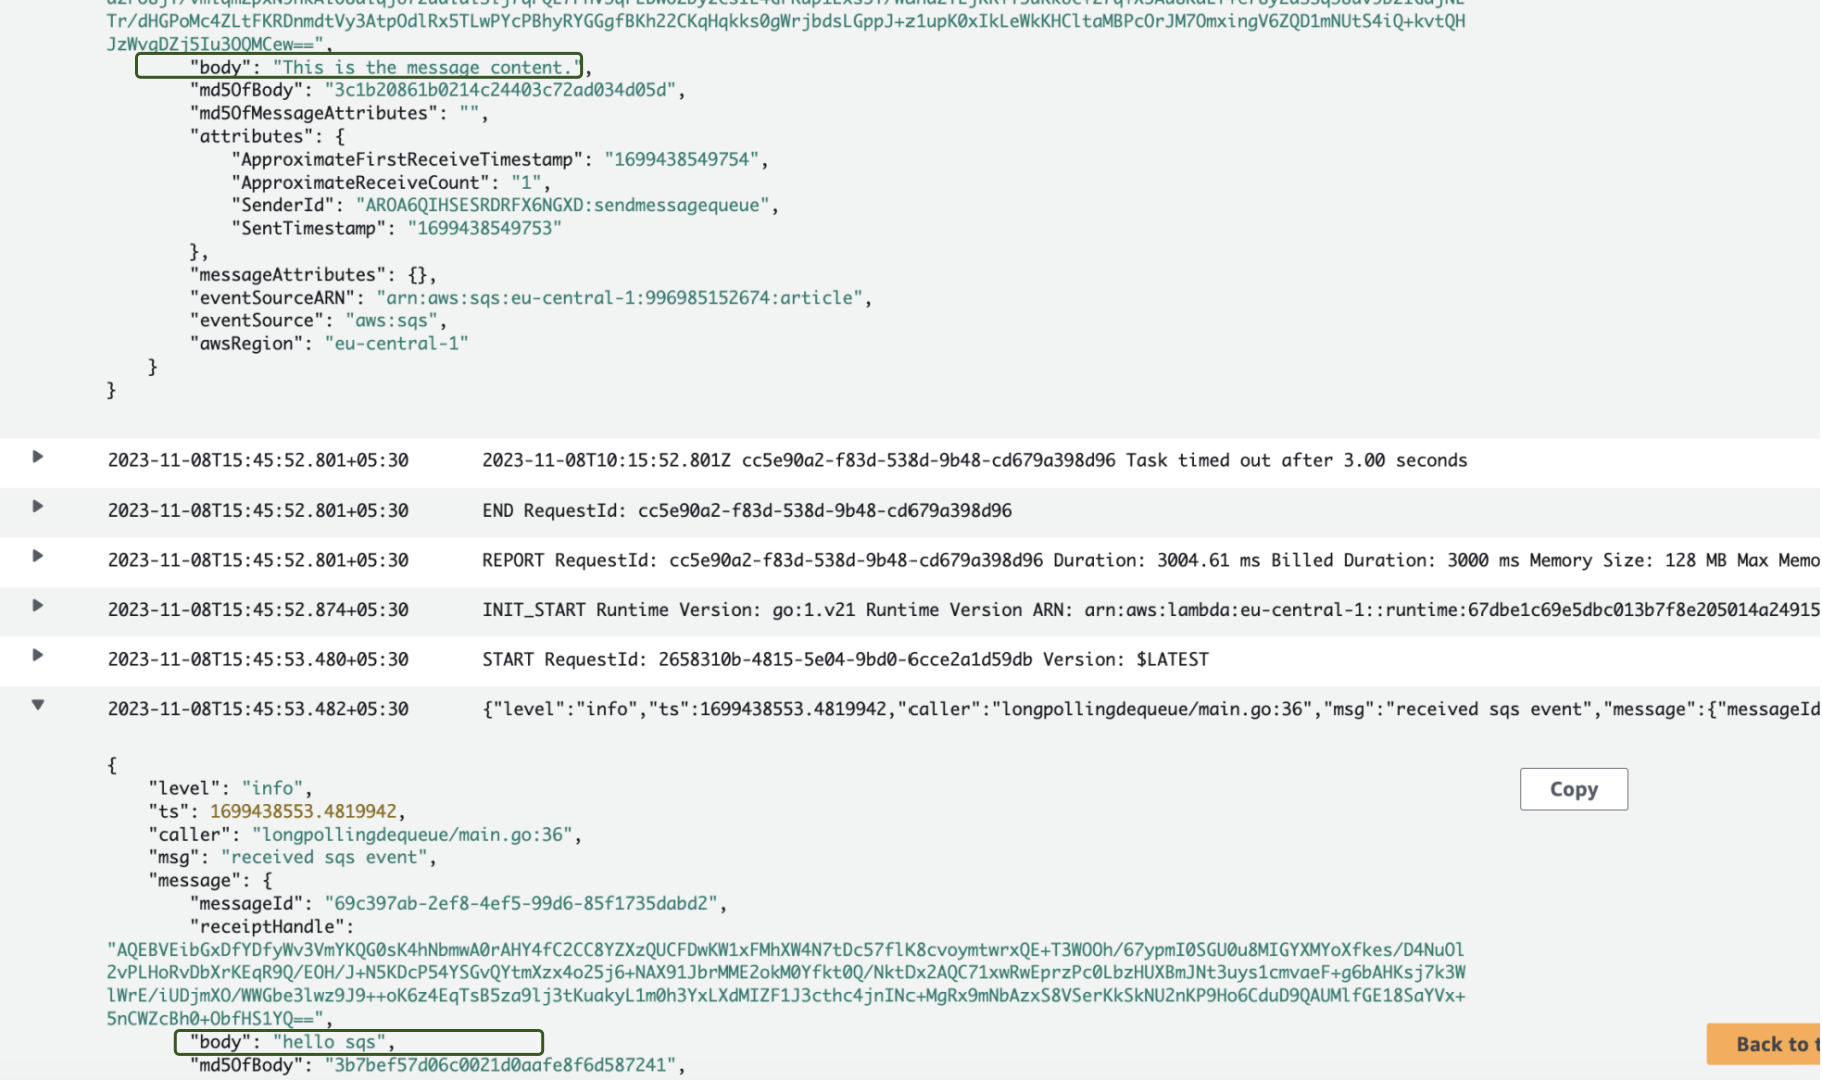 Tr/dHGPoMc4ZLtFKRDnmdtVy3AtpOdlRx5TLwPYcPBhyRYGGgfBKh22CKqHqkks0gWrjbdsLGppJ+z1upK0xIkLeWkKHCltaMBPcOrJM7OmxingV6ZQD1mNUtS4iQ+kvtQH
JzWvgDZj5Iu3OQMCew==",
"body": "This is the message content.",
"md5OfBody": "3c1b20861b0214c24403c72ad034d05d",
"md5OfMessageAttributes": "",
"attributes": {
"ApproximateFirstReceiveTimestamp": "1699438549754",
"ApproximateReceiveCount": "1",
"SenderId": "AROA6QIHSESRDRFX6NGXD:sendmessagequeue",
"SentTimestamp": "1699438549753"
},
"messageAttributes": {},
"eventSourceARN": "arn:aws:sqs:eu-central-1:996985152674:article",
"eventSource": "aws:sqs",
"awsRegion": "eu-central-1"
}
}
2023-11-08T15:45:52.801+05:30 2023-11-08T10:15:52.801Z cc5e90a2-f83d-538d-9b48-cd679a398d96 Task timed out after 3.00 seconds
2023-11-08T15:45:52.801+05:30 END RequestId: cc5e90a2-f83d-538d-9b48-cd679a398d96
2023-11-08T15:45:52.801+05:30 REPORT RequestId: cc5e90a2-f83d-538d-9b48-cd679a398d96 Duration: 3004.61 ms Billed Duration: 3000 ms Memory Size: 128 MB Max Memo
2023-11-08T15:45:52.874+05:30 INIT_START Runtime Version: go:1.v21 Runtime Version ARN: arn:aws:lambda:eu-central-1::runtime:67dbe1c69e5dbc013b7f8e205014a24915
2023-11-08T15:45:53.480+05:30 START RequestId: 2658310b-4815-5e04-9bd0-6cce2a1d59db Version: $LATEST
2023-11-08T15:45:53.482+05:30 {"level":"info","ts":1699438553.4819942,"caller":"longpollingdequeue/main.go:36","msg":"received sqs event","message":{"messageId
{
Copy
"level": "info",
"ts": 1699438553.4819942,
"caller": "longpollingdequeue/main.go:36",
"msg": "received sqs event",
"message": {
"messageId": "69c397ab-2ef8-4ef5-99d6-85f1735dabd2",
"receiptHandle":
"AQEBVEibGxDfYDfyWv3VmYKQG0sK4hNbmwA0rAHY4fC2CC8YZXzQUCFDwKW1xFMhXW4N7tDc57flK8cvoymtwrxQE+T3WOOh/67ypmI0SGU0u8MIGYXMYoXfkes/D4NuOl
2vPLHoRvDbXrKEqR9Q/EOH/J+N5KDcP54YSGvQYtmXzx4o25j6+NAX91JbrMME2okM0Yfkt0Q/NktDx2AQC71xwRwEprzPc0LbzHUXBmJNt3uys1cmvaeF+g6bAHKsj7k3W
lWrE/iUDjmXO/WWGbe3lwz9J9++oK6z4EqTsB5za9lj3tKuakyL1m0h3YxLXdMIZF1J3cthc4jnINc+MgRx9mNbAzxS8VSerKkSkNU2nKP9Ho6CduD9QAUMlfGE18SaYVx+
5nCWZcBh0+ObfHS1YQ==",
"body": "hello sqs",
Back to t
"md5OfBody": "3b7bef57d06c0021d0aafe8f6d587241",